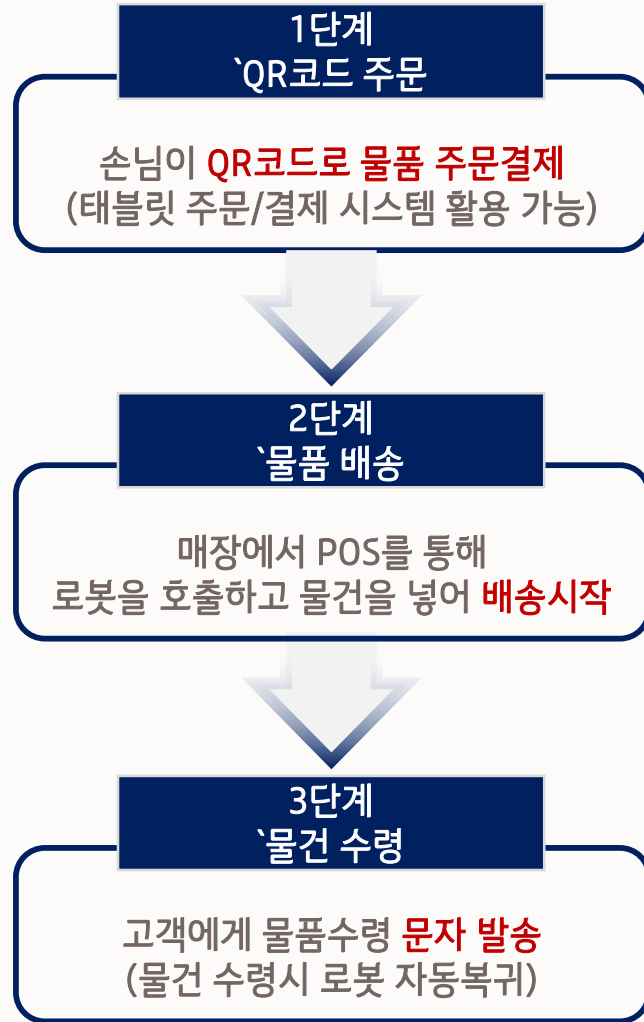 1단계
`QR코드 주문
손님이 QR코드로 물품 주문결제
(태블릿 주문/결제 시스템 활용 가능)
2단계
`물품 배송
매장에서 POS를 통해
로봇을 호출하고 물건을 넣어 배송시작
3단계
`물건 수령
고객에게 물품수령 문자 발송
(물건 수령시 로봇 자동복귀)